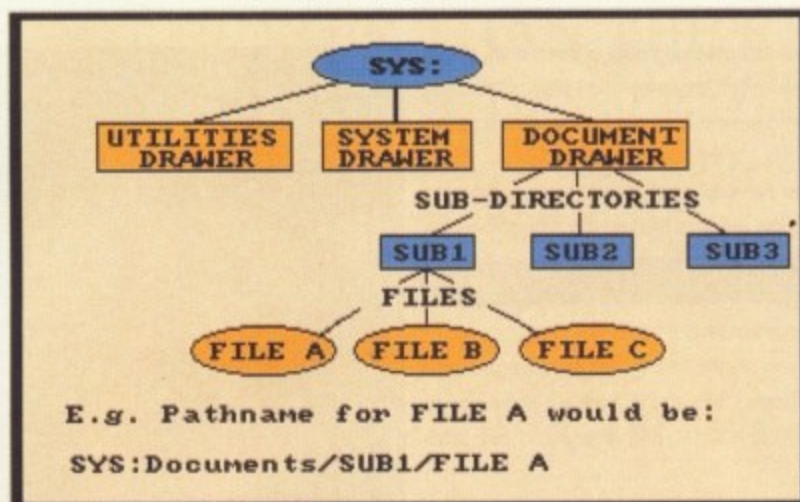 SYS:
UTILITIES
DRAWER
SYSTEM
DRAWER
DOCUMENT
DRAWER
SUB-DIRECTORIES
SUB1
SUB2
SUB3
FILES
FILE A
FILE B
FILE C
E.g. Pathname for FILE A would be:
SYS:Documents/SUB1/FILE A